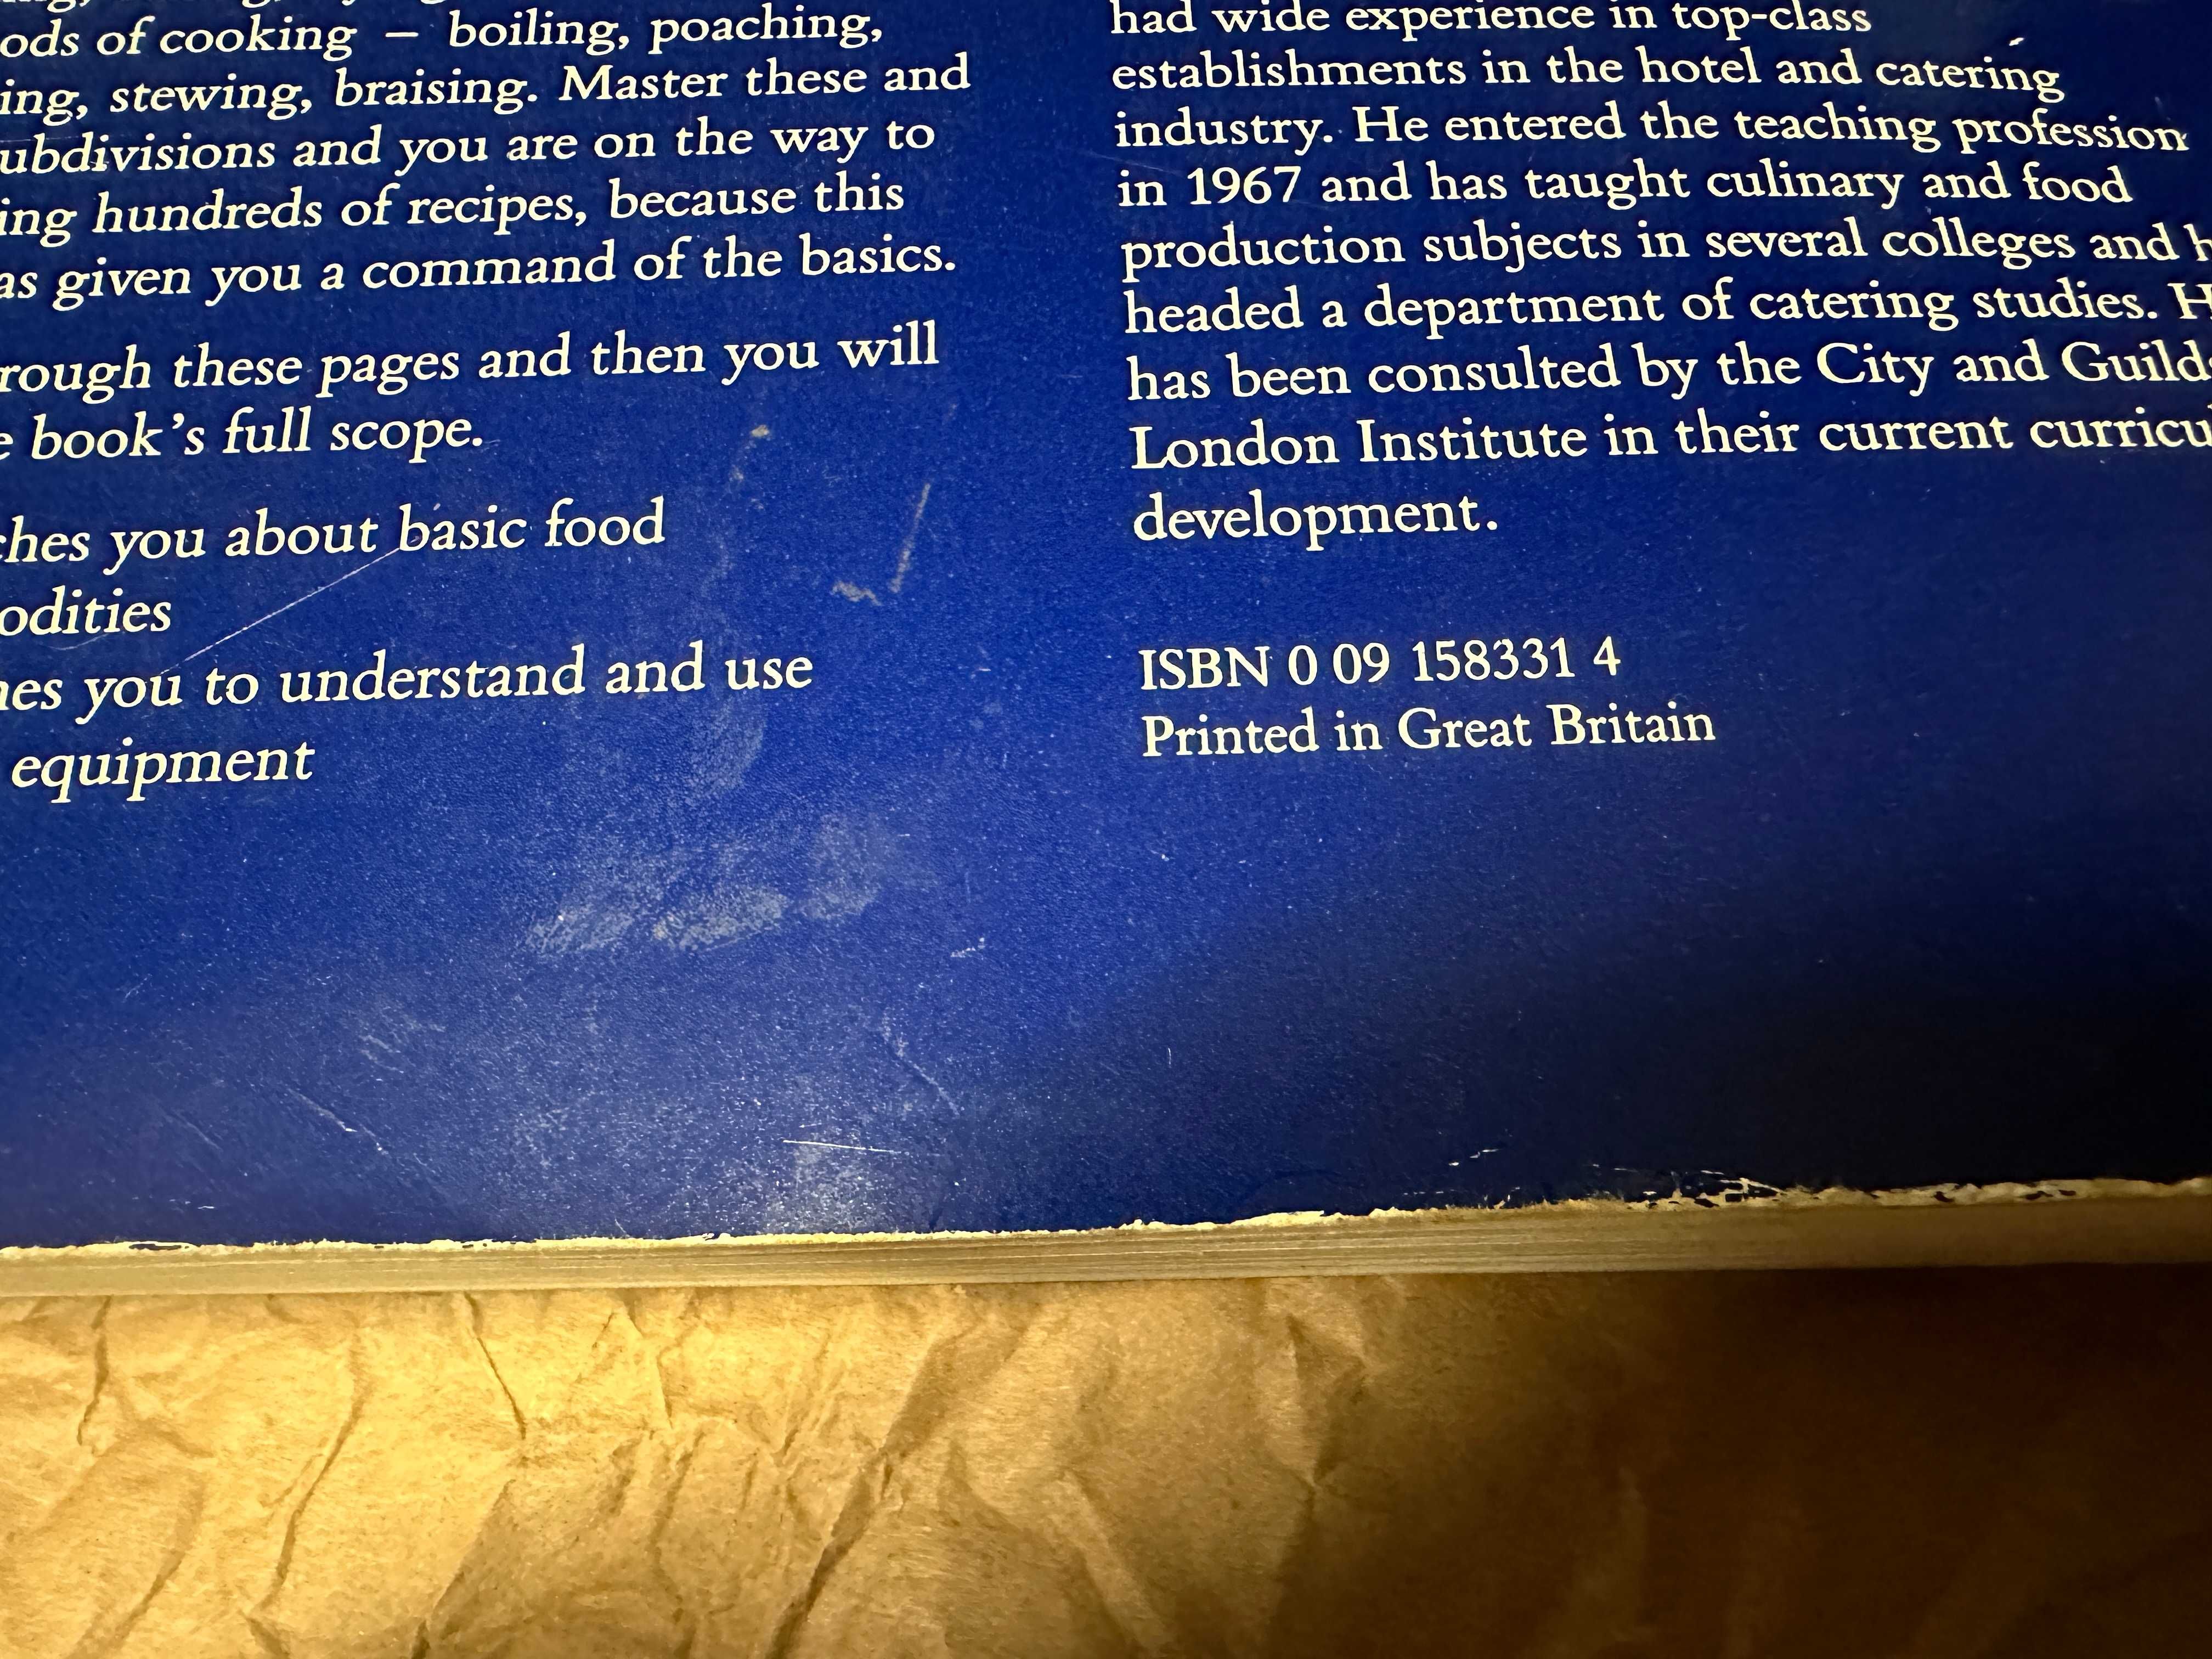 ods of cooking – boiling, poaching,
ing, stewing, braising. Master these and
ubdivisions and you are on the way to
ing hundreds of recipes, because this
as given you a command of the basics.
rough these pages and then you will
e book's full scope.
ches you about basic food
odities
hes you to understand and use
equipment
had wide experience in top-class
establishments in the hotel and catering
industry. He entered the teaching profession
in 1967 and has taught culinary and food
production subjects in several colleges and h
headed a department of catering studies. H
has been consulted by the City and Guilds
London Institute in their current curricu
development.
ISBN 0 09 158331 4
Printed in Great Britain